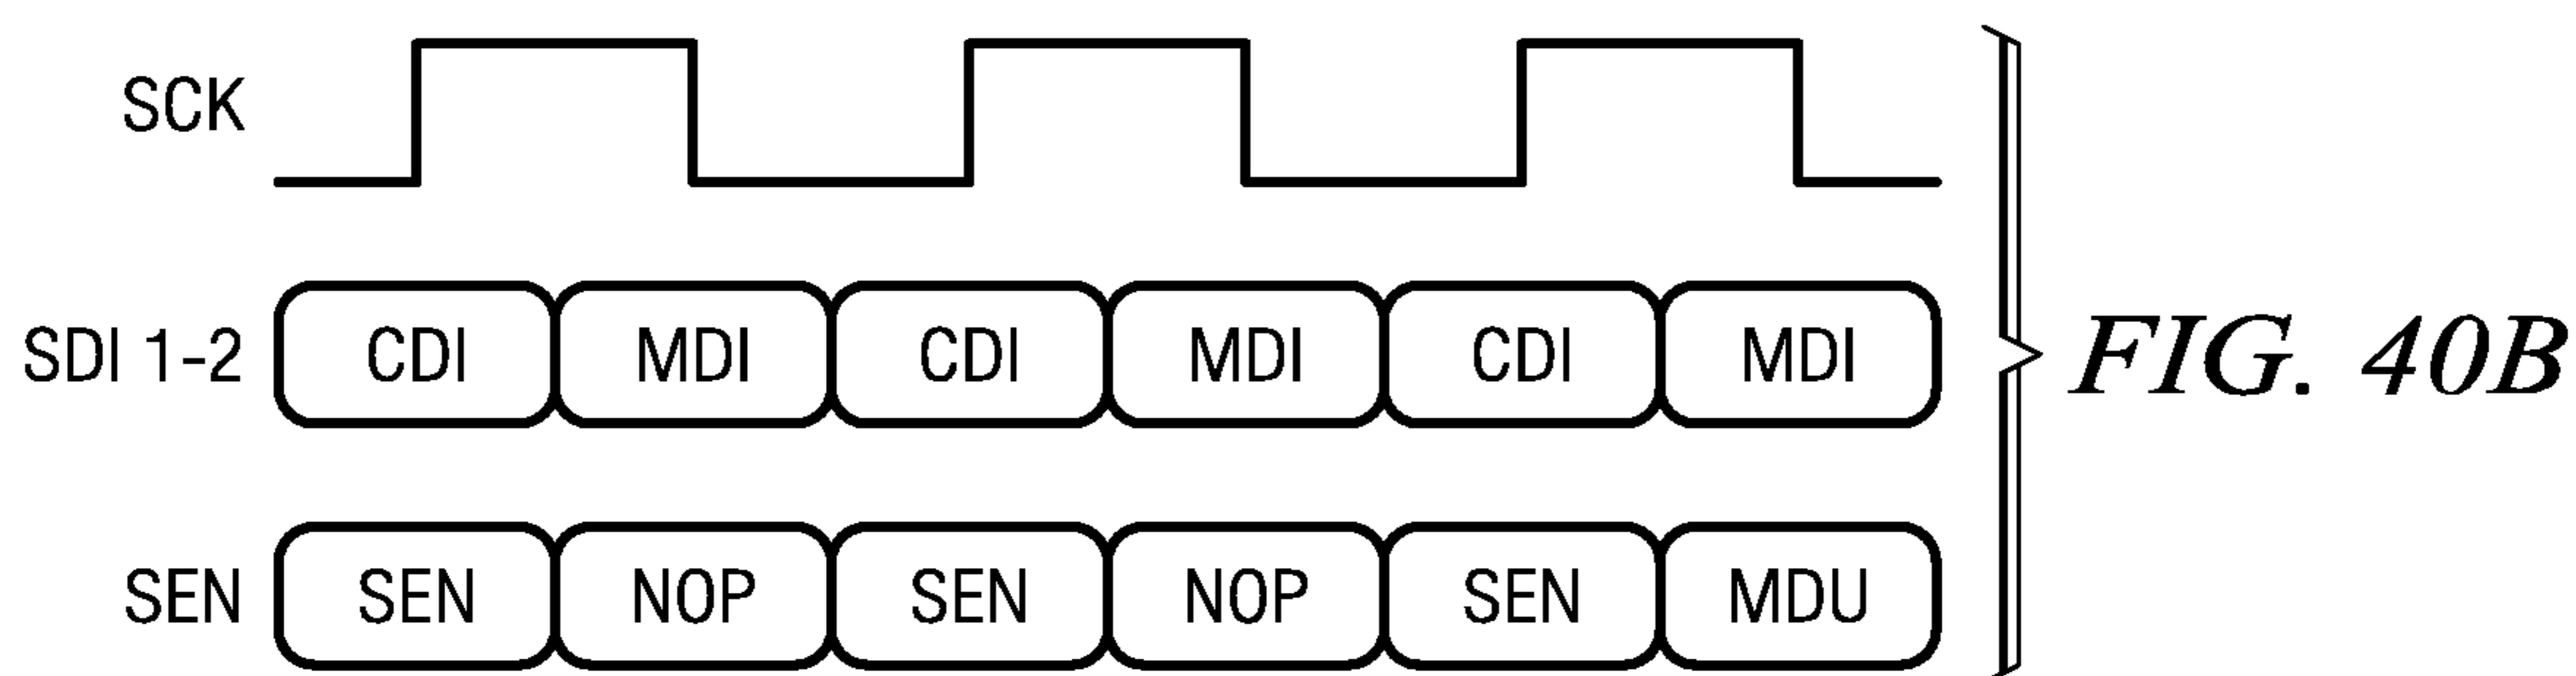 SCK
SDI 1-2 CDI MDI CDI MDI CDI MDI
SEN SEN NOP SEN NOP SEN MDU
FIG. 40B